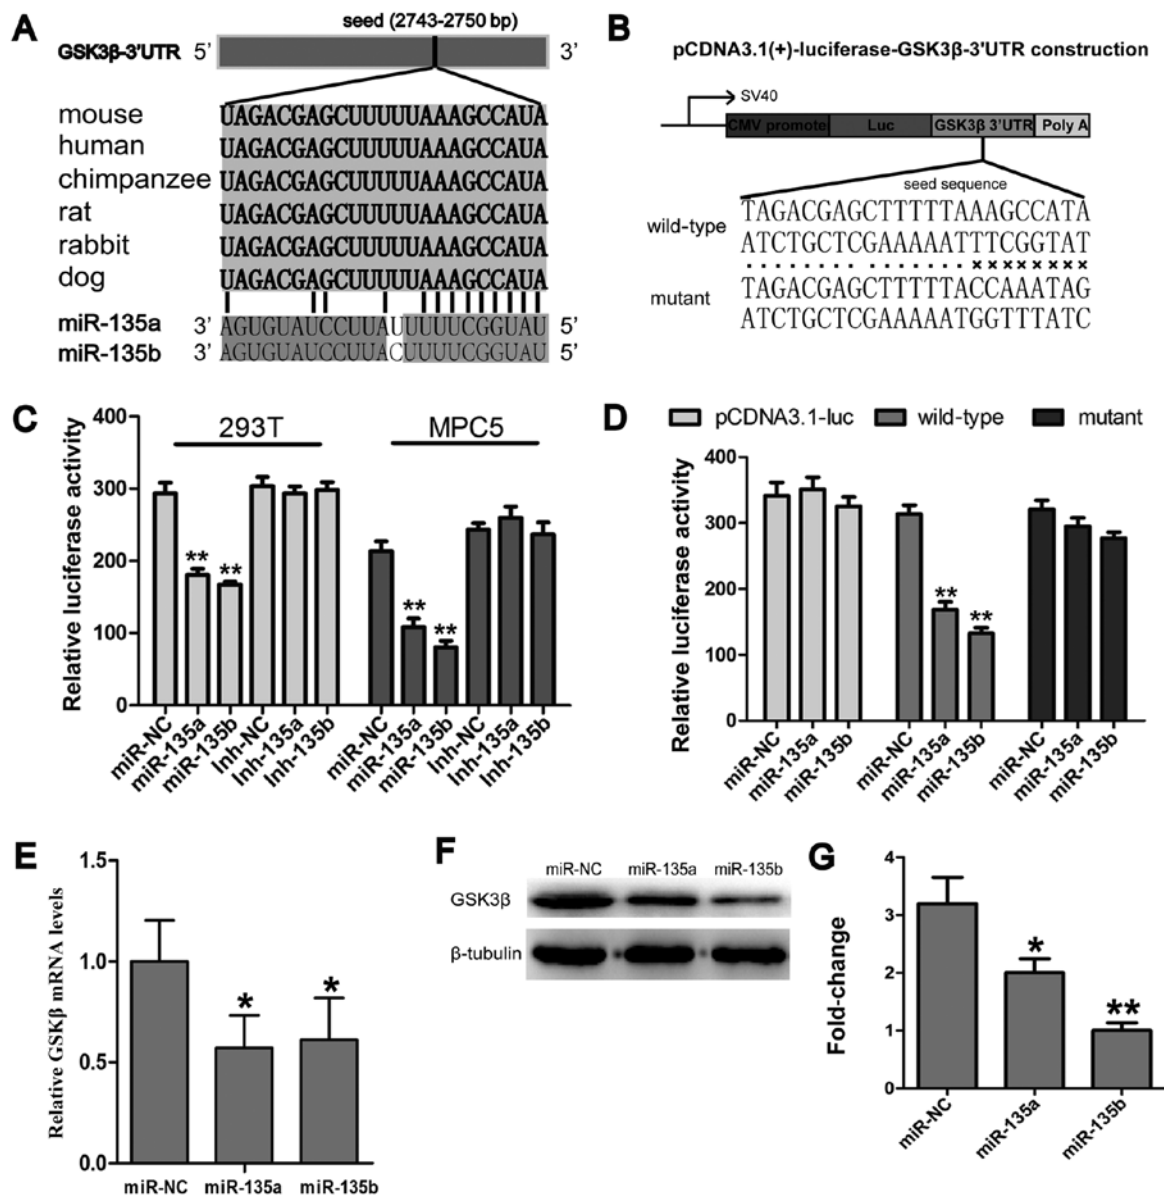 A
seed (2743-2750 bp)
GSK3β-3'UTR 5' 3'
mouse UAGACGAGCUUUUUAAAGCCAUA
human UAGACGAGCUUUUUAAAGCCAUA
chimpanzee UAGACGAGCUUUUUAAAGCCAUA
rat UAGACGAGCUUUUUAAAGCCAUA
rabbit UAGACGAGCUUUUUAAAGCCAUA
dog UAGACGAGCUUUUUAAAGCCAUA
miR-135a 3' AGUGUAUCCUUAUUUUUCGGUAU 5'
miR-135b 3' AGUGUAUCCUUACUUUUCGGUAU 5'
B
pCDNA3.1(+)-luciferase-GSK3β-3'UTR construction
SV40
CMV promote Luc GSK3β 3'UTR Poly A
seed sequence
wild-type
TAGACGAGCTTTTTAAAGCCATA
ATCTGCTCGAAAAATTTCGGTAT
mutant
TAGACGAGCTTTTTACCAAATAG
ATCTGCTCGAAAAATGGTTTATC
C
293T MPC5
Relative luciferase activity
400
300
200
100
0
** ** ** **
miR-NC miR-135a miR-135b Inh-NC Inh-135a Inh-135b miR-NC miR-135a miR-135b Inh-NC Inh-135a Inh-135b
D
pCDNA3.1-luc wild-type mutant
Relative luciferase activity
400
300
200
100
0
** **
miR-NC miR-135a miR-135b miR-NC miR-135a miR-135b miR-NC miR-135a miR-135b
E
Relative GSKβ mRNA levels
1.5
1.0
0.5
0.0
* *
miR-NC miR-135a miR-135b
F
miR-NC miR-135a miR-135b
GSK3β
β-tubulin
G
Fold-change
4
3
2
1
0
* **
miR-NC miR-135a miR-135b